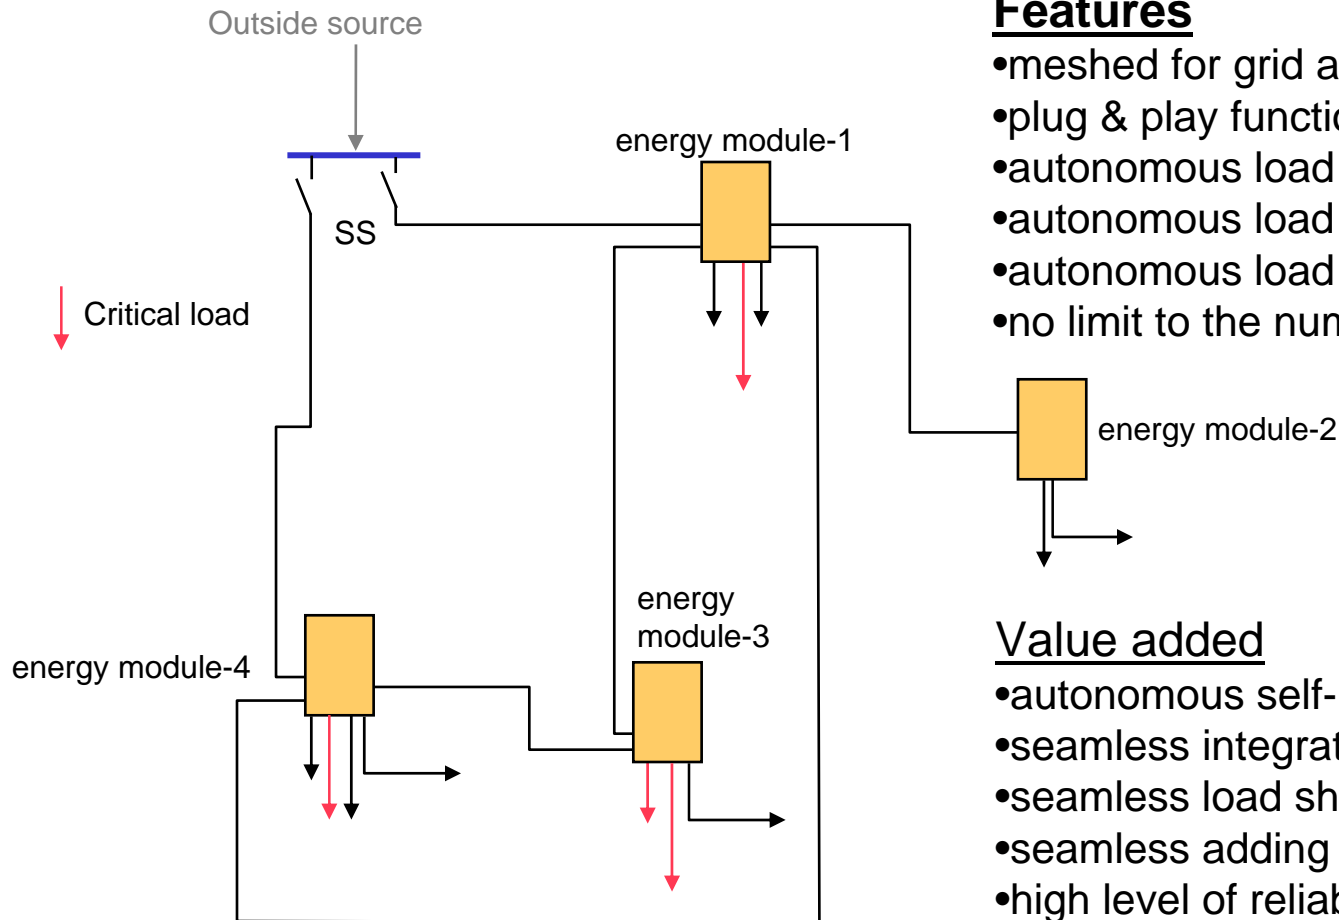 Outside source
energy module-1
SS
Critical load
energy module-2
energy
module-3
energy module-4
Features
•meshed for grid a
•plug & play functio
•autonomous load
•autonomous load
•autonomous load
•no limit to the num
Value added
•autonomous self-
•seamless integrat
•seamless load sh
•seamless adding
•high level of reliab